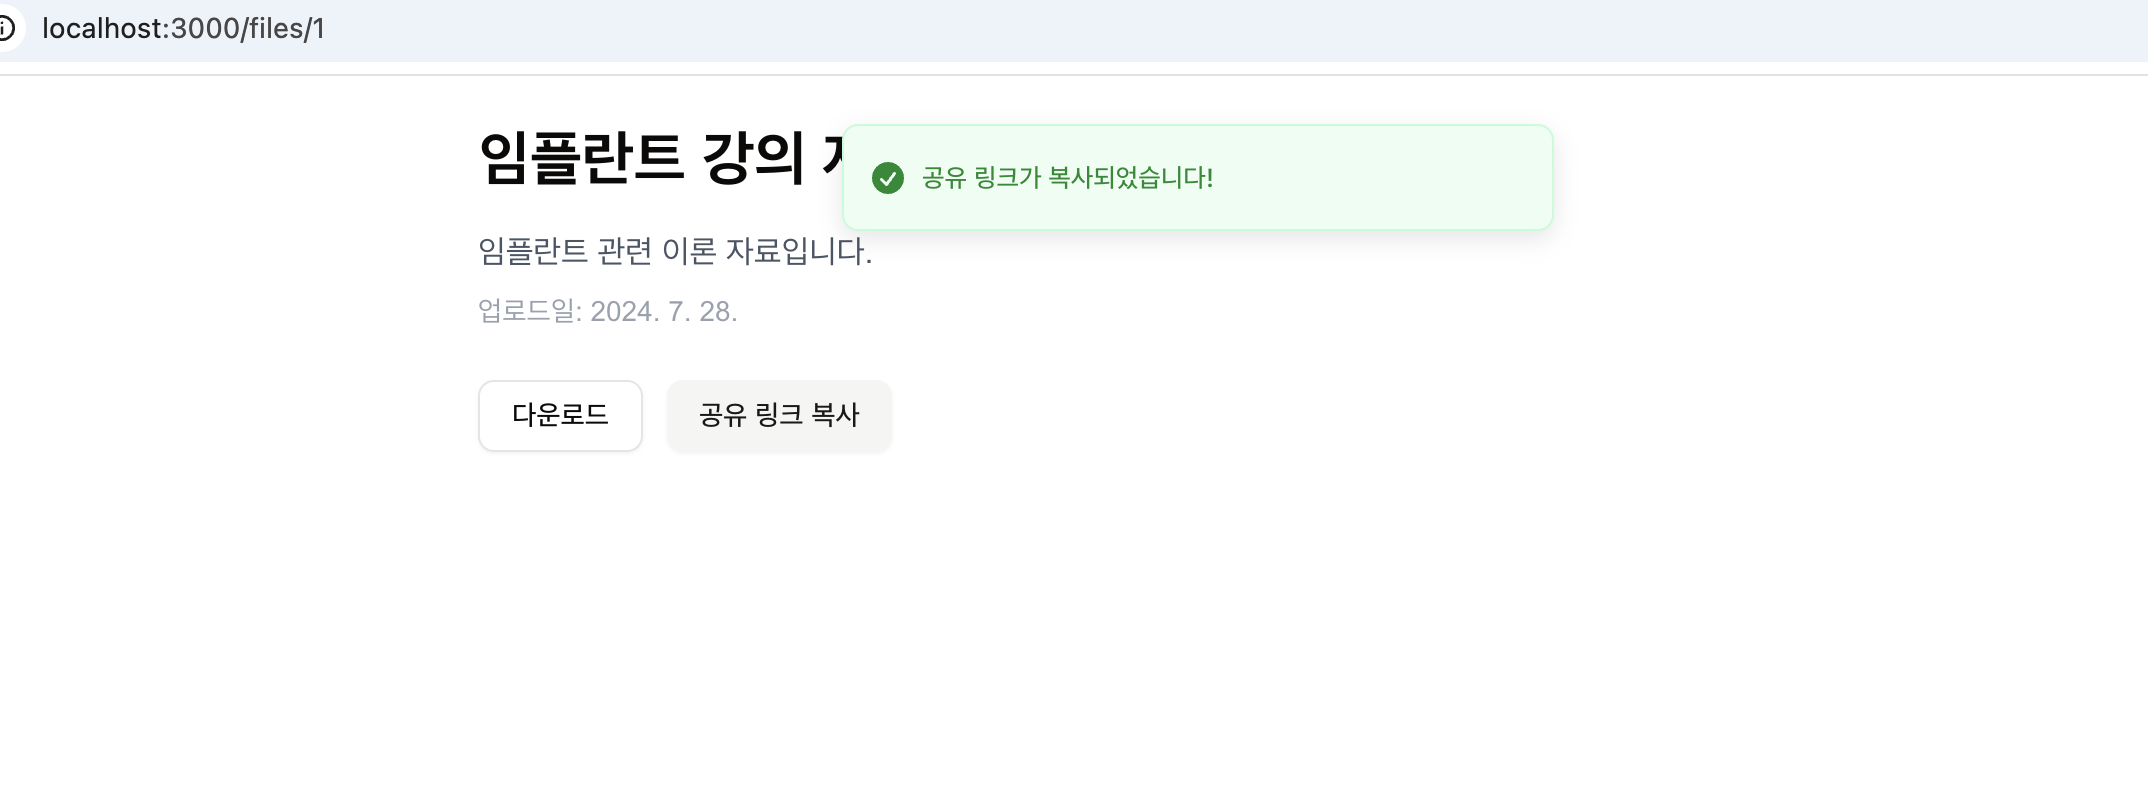 localhost:3000/files/1
임플란트 강의
공유 링크가 복사되었습니다!
임플란트 관련 이론 자료입니다.
업로드일: 2024. 7. 28.
다운로드
공유 링크 복사